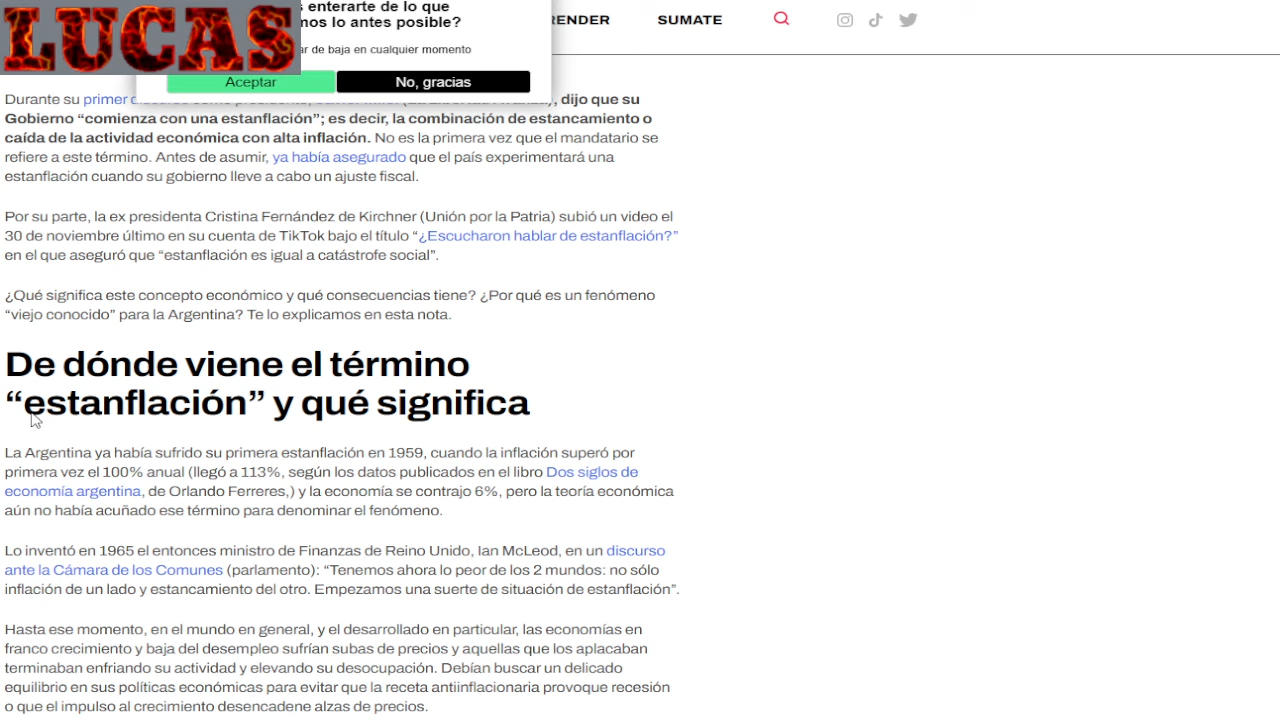 LUCAS
s enterarte de lo que
mos lo antes posible?
ar de baja en cualquier momento
Aceptar
No, gracias
RENDER
SUMATE
Durante su primer
dijo que su
Gobierno “comienza con una estanflación”; es decir, la combinación de estancamiento o
caída de la actividad económica con alta inflación. No es la primera vez que el mandatario se
refiere a este término. Antes de asumir, ya había asegurado que el país experimentará una
estanflación cuando su gobierno lleve a cabo un ajuste fiscal.
Por su parte, la ex presidenta Cristina Fernández de Kirchner (Unión por la Patria) subió un video el
30 de noviembre último en su cuenta de TikTok bajo el título “¿Escucharon hablar de estanflación?”
en el que aseguró que “estanflación es igual a catástrofe social”.
¿Qué significa este concepto económico y qué consecuencias tiene? ¿Por qué es un fenómeno
“viejo conocido” para la Argentina? Te lo explicamos en esta nota.
De dónde viene el término
“estanflación” y qué significa
La Argentina ya había sufrido su primera estanflación en 1959, cuando la inflación superó por
primera vez el 100% anual (llegó a 113%, según los datos publicados en el libro Dos siglos de
economía argentina, de Orlando Ferreres,) y la economía se contrajo 6%, pero la teoría económica
aún no había acuñado ese término para denominar el fenómeno.
Lo inventó en 1965 el entonces ministro de Finanzas de Reino Unido, Ian McLeod, en un discurso
ante la Cámara de los Comunes (parlamento): “Tenemos ahora lo peor de los 2 mundos: no sólo
inflación de un lado y estancamiento del otro. Empezamos una suerte de situación de estanflación”.
Hasta ese momento, en el mundo en general, y el desarrollado en particular, las economías en
franco crecimiento y baja del desempleo sufrían subas de precios y aquellas que los aplacaban
terminaban enfriando su actividad y elevando su desocupación. Debían buscar un delicado
equilibrio en sus políticas económicas para evitar que la receta antiinflacionaria provoque recesión
o que el impulso al crecimiento desencadene alzas de precios.